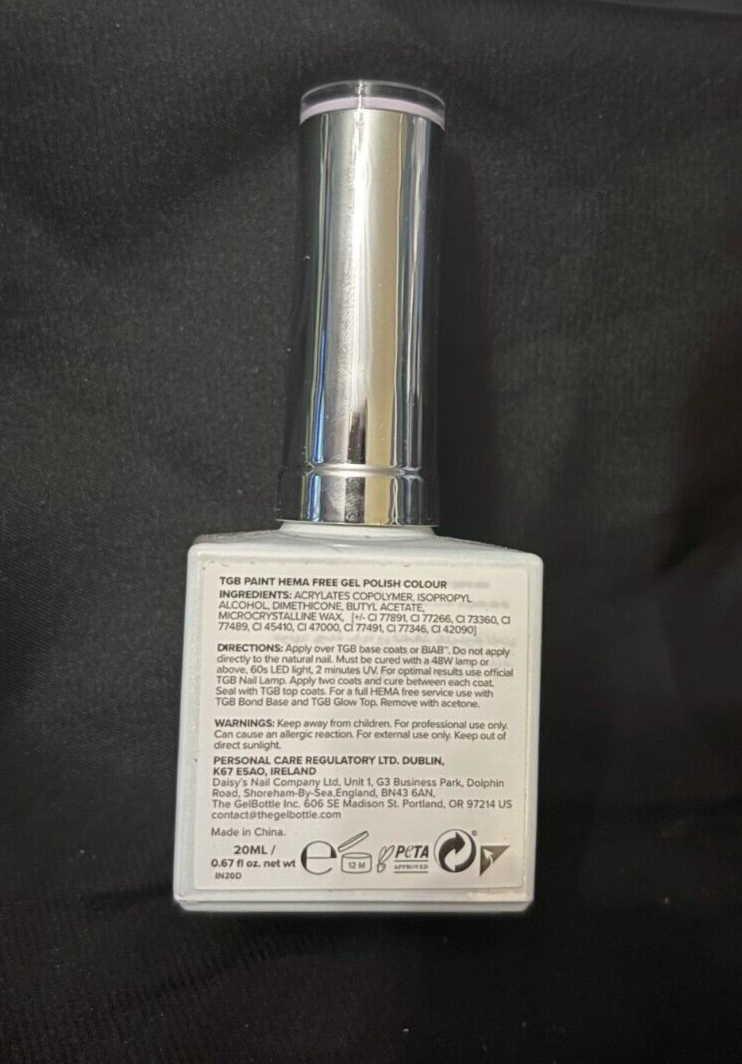 TGB PAINT HEMA FREE GEL POLISH COLOUR
INGREDIENTS: ACRYLATES COPOLYMER, ISOPROPYL
ALCOHOL, DIMETHICONE, BUTYL ACETATE,
MICROCRYSTALLINE WAX, [+/- CI 77891, CI 77266, CI 73360, CI
77489, CI 45410, CI 47000, CI 77491, CI 77346, CI 42090]
DIRECTIONS: Apply over TGB base coats or BIAB™. Do not apply
directly to the natural nail. Must be cured with a 48W lamp or
above, 60s LED light, 2 minutes UV. For optimal results use official
TGB Nail Lamp. Apply two coats and cure between each coat.
Seal with TGB top coats. For a full HEMA free service use with
TGB Bond Base and TGB Glow Top. Remove with acetone.
WARNINGS: Keep away from children. For professional use only.
Can cause an allergic reaction. For external use only. Keep out of
direct sunlight.
PERSONAL CARE REGULATORY LTD. DUBLIN,
K67 E5AO, IRELAND
Daisy's Nail Company Ltd, Unit 1, G3 Business Park, Dolphin
Road, Shoreham-By-Sea,England, BN43 6AN,
The GelBottle Inc. 606 SE Madison St. Portland, OR 97214 US
contact@thegelbottle.com
Made in China.
20ML /
0.67 fl oz. net wt
IN20D
12 M
PETA
APPROVED